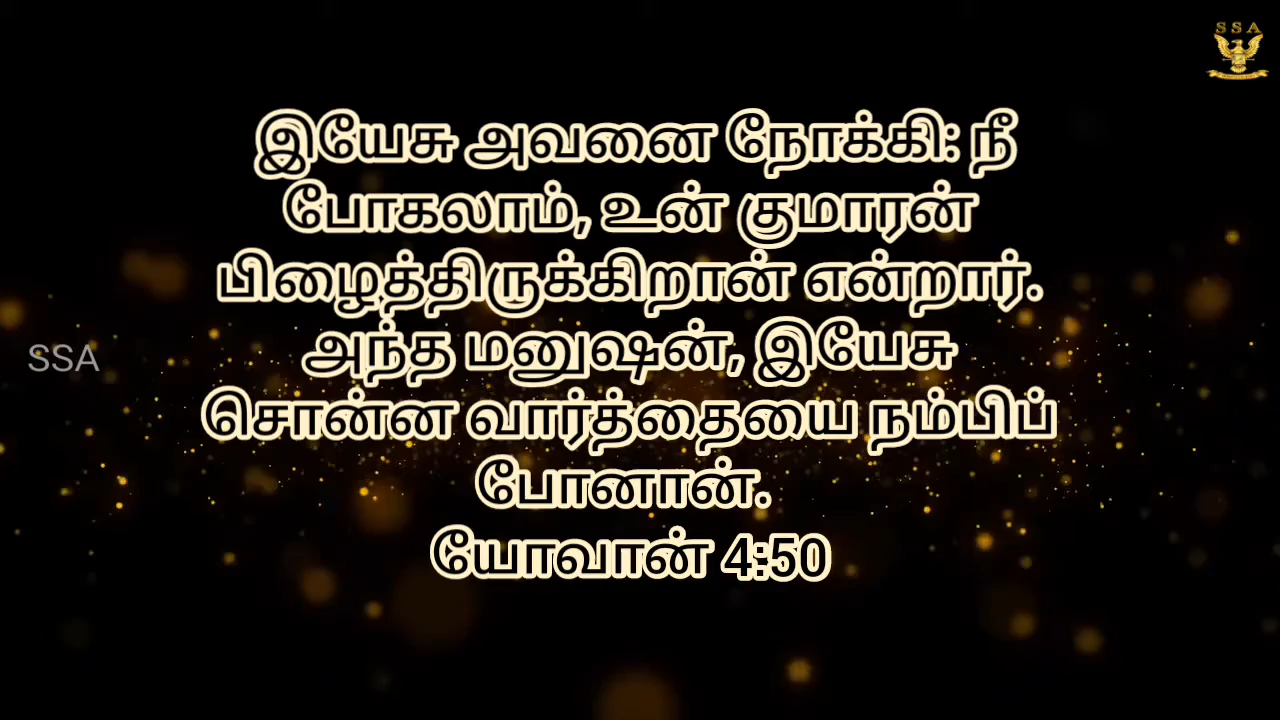 SSA
இயேசு அவனை நோக்கி: நீ
போகலாம், உன் குமாரன்
பிழைத்திருக்கிறான் என்றார்.
அந்த மனுஷன், இயேசு
சொன்ன வார்த்தையை நம்பிப்
போனான்.
யோவான் 4:50
SSA